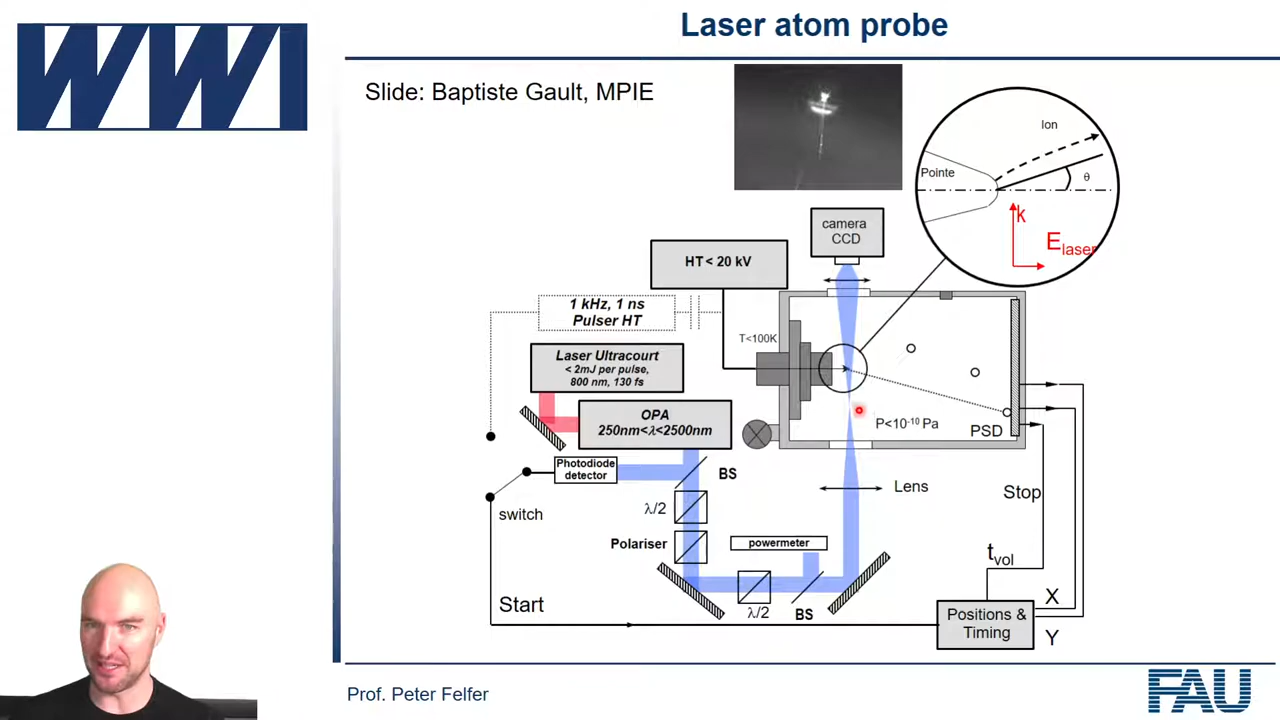 Laser atom probe
WWI
Slide: Baptiste Gault, MPIE
Ion
Pointe
θ
k
E laser
camera
CCD
HT < 20 kV
1 kHz, 1 ns
Pulser HT
T<100K
Laser Ultracourt
< 2mJ per pulse,
800 nm, 130 fs
OPA
250nm<λ<2500nm
P<10⁻¹⁰ Pa
PSD
Photodiode
detector
BS
switch
λ/2
Lens
Stop
Polariser
powermeter
t vol
Start
λ/2
BS
X
Positions &
Timing
Y
Prof. Peter Felfer
FAU